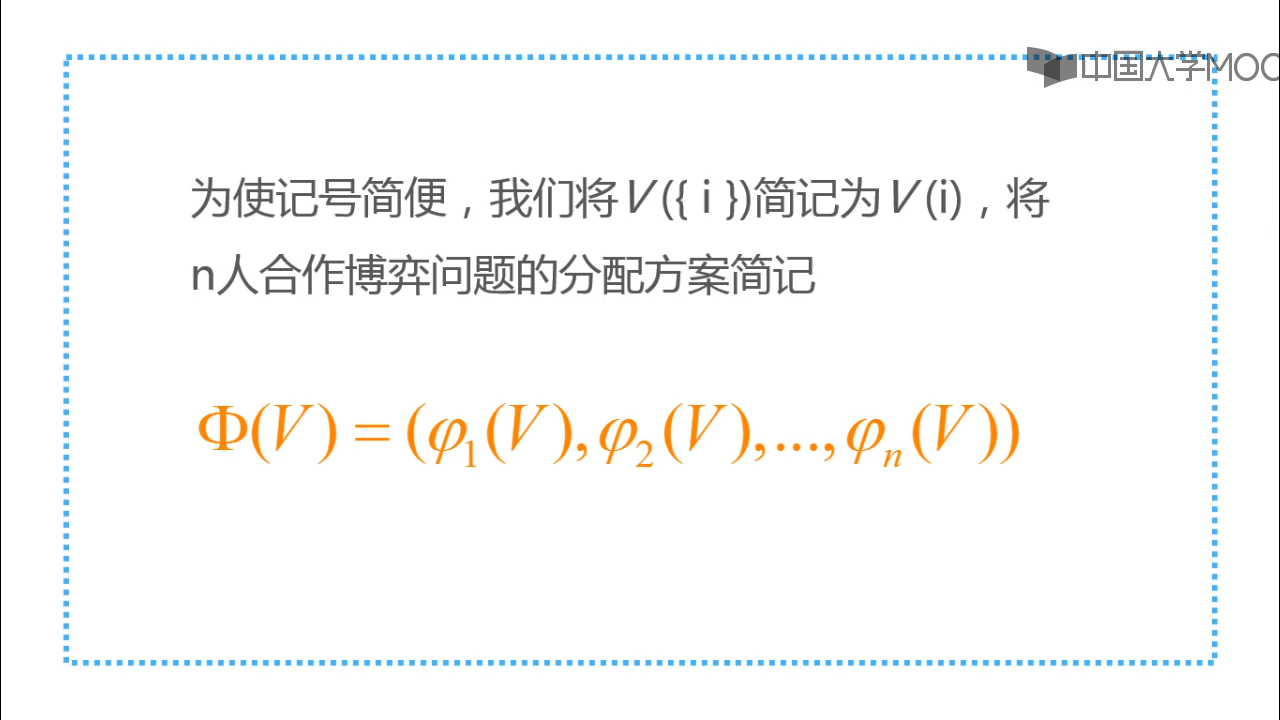 中国大学MOO
为使记号简便，我们将V({ i })简记为V(i)，将
n人合作博弈问题的分配方案简记
Φ(V) = (φ₁(V), φ₂(V), ..., φₙ(V))